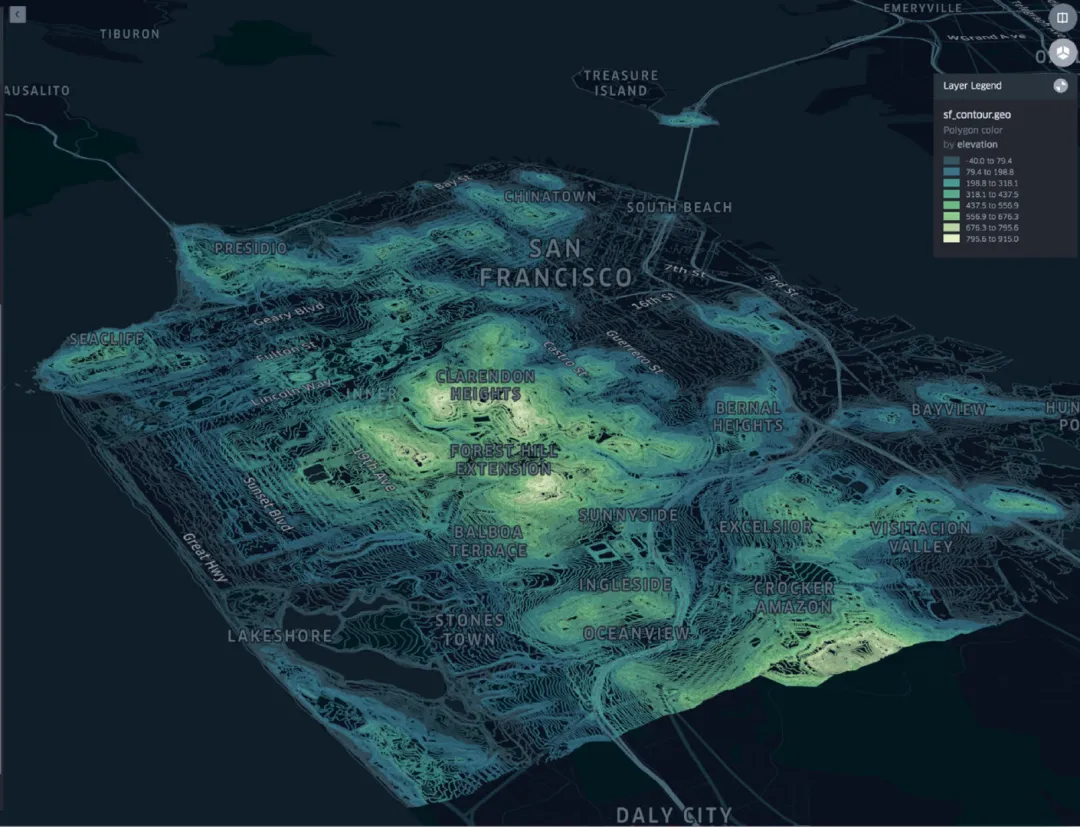 EMERYVILLE
TIBURON
W Grand Ave
TREASURE
ISLAND
AUSALITO
Layer Legend
sf_contour.geo
Polygon color
by elevation
-40.0 to 79.4
79.4 to 198.8
198.8 to 318.1
318.1 to 437.5
437.5 to 556.9
556.9 to 676.3
676.3 to 795.6
795.6 to 915.0
Bay St
CHINATOWN
SOUTH BEACH
PRESIDIO
SAN
FRANCISCO
7th St
3rd St
16th St
Geary Blvd
SEACLIFF
Fulton St
Castro St
Guerrero St
Lincoln Way
INNER
CLARENDON
HEIGHTS
BERNAL
HEIGHTS
BAYVIEW
HUN
PO
FOREST HILL
EXTENSION
19th Ave
Sunset Blvd
Great Hwy
SUNNYSIDE
BALBOA
TERRACE
EXCELSIOR
VISITACION
VALLEY
INGLESIDE
CROCKER
AMAZON
STONES
TOWN
OCEANVIEW
LAKESHORE
DALY CITY